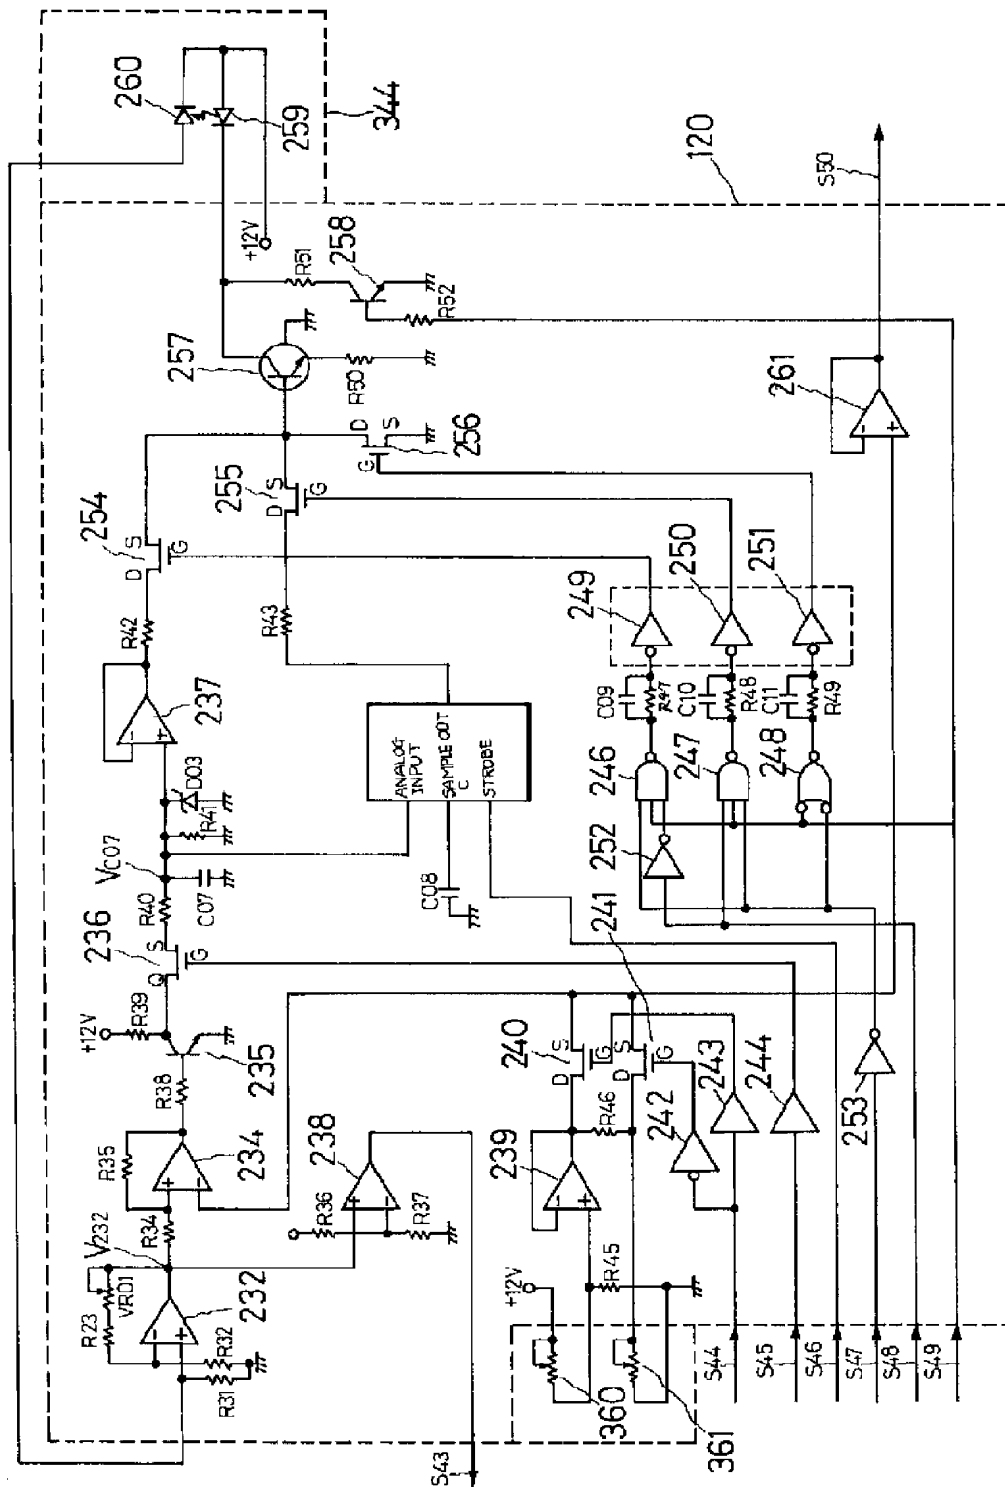 260
259
344
+12V
R51
258
R52
257
R50
120
S50
261
254
D
S
G
255
D
S
G
256
D
S
G
R42
R43
237
D03
R41
VC07
C07
R40
236
Q
S
G
+12V
R39
235
R38
ANALOG
INPUT
SAMPLE OUT
C
STROBE
C08
249
250
251
C09
R47
C10
R48
C11
R49
246
247
248
252
253
R35
234
R34
V232
238
R36
R37
VR01
R23
232
R32
R31
241
240
D
S
G
D
S
G
R46
239
242
243
244
R45
+12V
360
361
S43
S44
S45
S46
S47
S48
S49